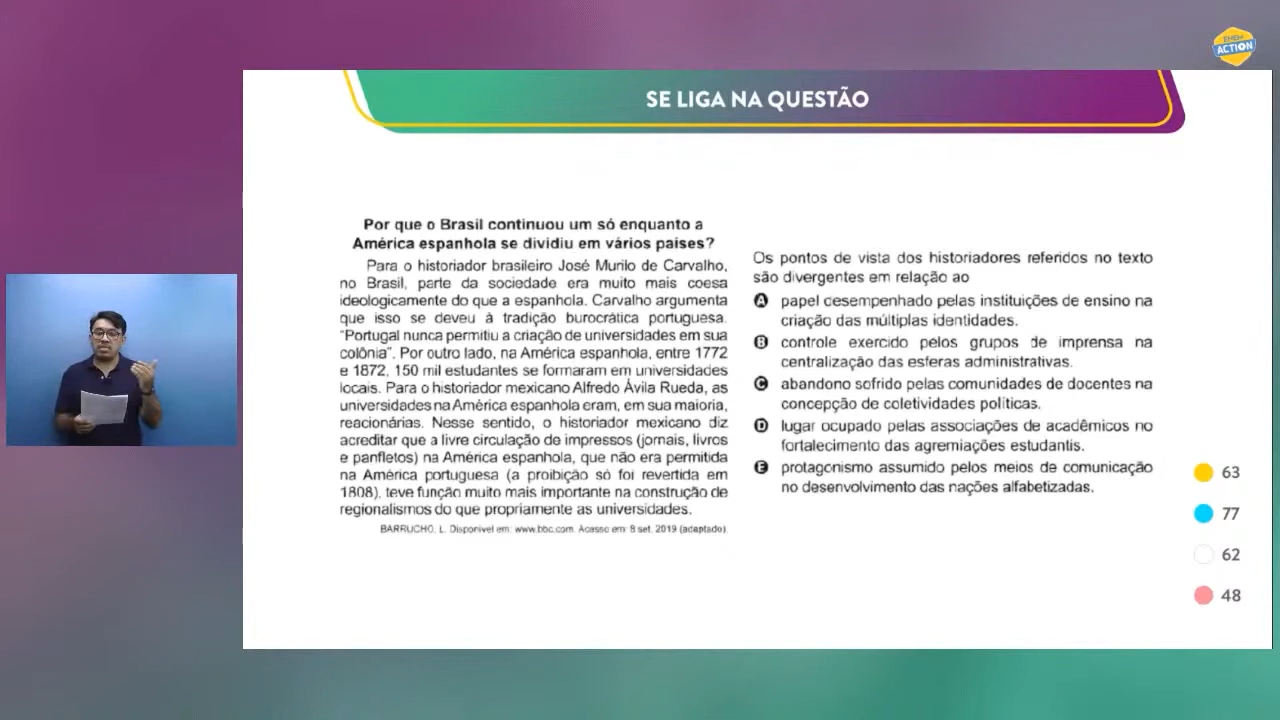 ENEM
ACTION
SE LIGA NA QUESTÃO
Por que o Brasil continuou um só enquanto a
América espanhola se dividiu em vários países?
Para o historiador brasileiro José Murilo de Carvalho,
no Brasil, parte da sociedade era muito mais coesa
ideologicamente do que a espanhola. Carvalho argumenta
que isso se deveu à tradição burocrática portuguesa.
“Portugal nunca permitiu a criação de universidades em sua
colônia”. Por outro lado, na América espanhola, entre 1772
e 1872, 150 mil estudantes se formaram em universidades
locais. Para o historiador mexicano Alfredo Ávila Rueda, as
universidades na América espanhola eram, em sua maioria,
reacionárias. Nesse sentido, o historiador mexicano diz
acreditar que a livre circulação de impressos (jornais, livros
e panfletos) na América espanhola, que não era permitida
na América portuguesa (a proibição só foi revertida em
1808), teve função muito mais importante na construção de
regionalismos do que propriamente as universidades.
BARRUCHO, L. Disponível em: www.bbc.com. Acesso em: 8 set. 2019 (adaptado).
Os pontos de vista dos historiadores referidos no texto
são divergentes em relação ao
A papel desempenhado pelas instituições de ensino na
criação das múltiplas identidades.
B controle exercido pelos grupos de imprensa na
centralização das esferas administrativas.
C abandono sofrido pelas comunidades de docentes na
concepção de coletividades políticas.
D lugar ocupado pelas associações de acadêmicos no
fortalecimento das agremiações estudantis.
E protagonismo assumido pelos meios de comunicação
no desenvolvimento das nações alfabetizadas.
63
77
62
48